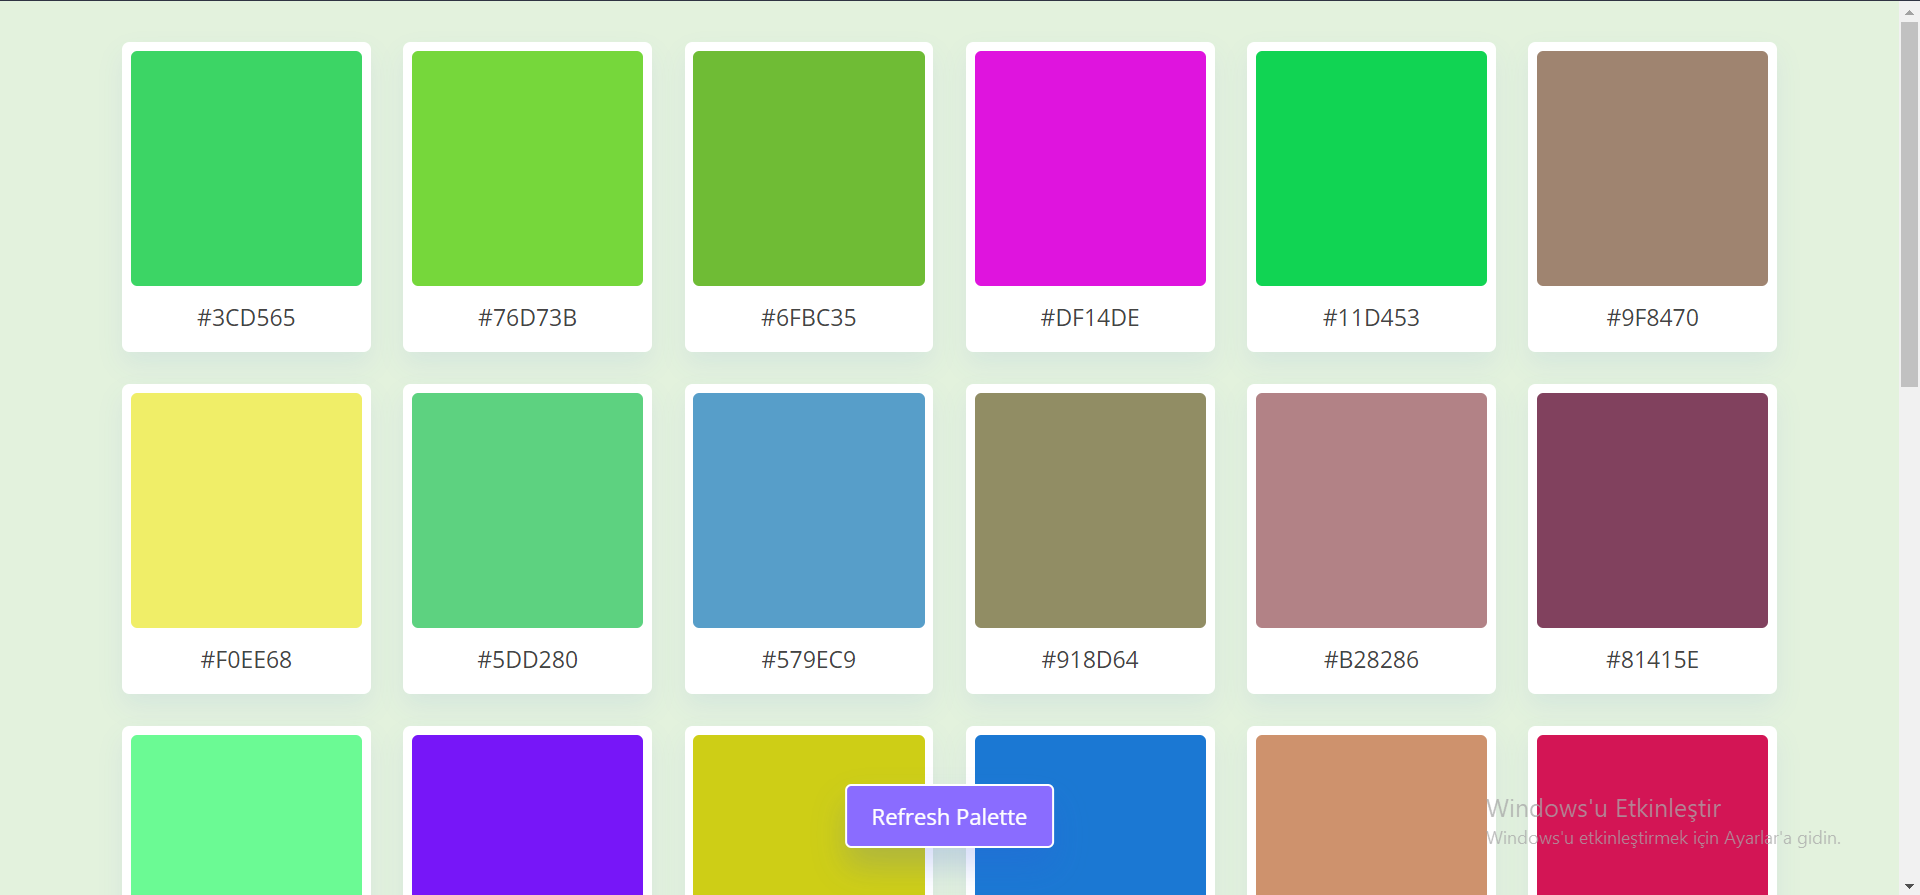 #3CD565 #76D73B #6FBC35 #DF14DE #11D453 #9F8470
#F0EE68 #5DD280 #579EC9 #918D64 #B28286 #81415E
Refresh Palette
Windows'u Etkinleştir
Windows'u etkinleştirmek için Ayarlar'a gidin.